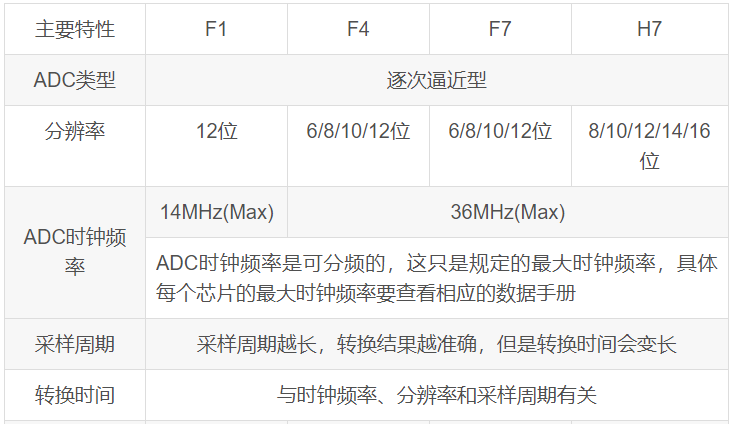 主要特性 F1 F4 F7 H7
ADC类型 逐次逼近型
分辨率 12位 6/8/10/12位 6/8/10/12位 8/10/12/14/16
位
ADC时钟频
率
14MHz(Max) 36MHz(Max)
ADC时钟频率是可分频的，这只是规定的最大时钟频率，具体
每个芯片的最大时钟频率要查看相应的数据手册
采样周期 采样周期越长，转换结果越准确，但是转换时间会变长
转换时间 与时钟频率、分辨率和采样周期有关